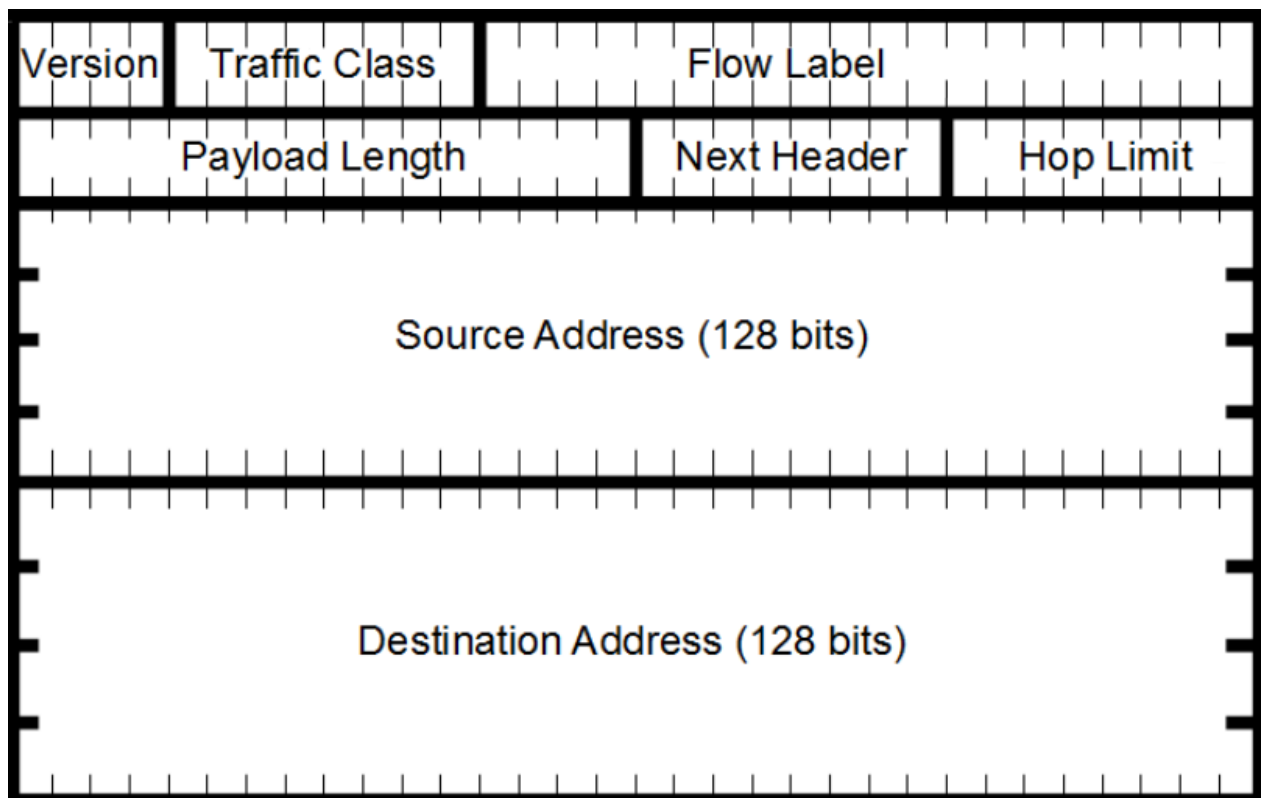 Version Traffic Class Flow Label
Payload Length Next Header Hop Limit
Source Address (128 bits)
Destination Address (128 bits)